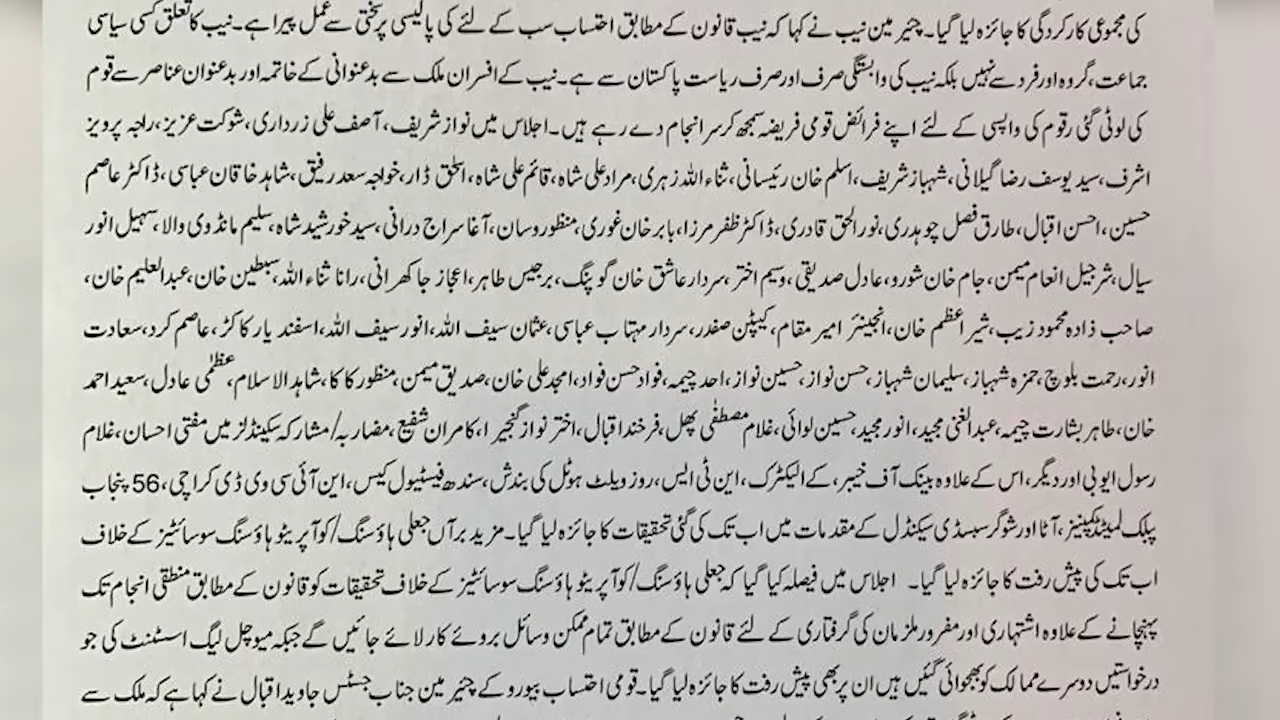 کی مجموعی کارکردگی کا جائزہ لیا گیا۔ چئیرمین نیب نے کہا کہ نیب قانون کے مطابق احتساب سب کے لئے کی پالیسی پر سختی سے عمل پیرا ہے۔ نیب کا تعلق کسی سیاسی
جماعت، گروہ اور فرد سے نہیں بلکہ نیب کی وابستگی صرف اور صرف ریاست پاکستان سے ہے۔ نیب کے افسران ملک سے بدعنوانی کے خاتمہ اور بدعنوان عناصر سے قوم
کی لوٹی گئی رقوم کی واپسی کے لئے اپنے فرائض قومی فریضہ سمجھ کر سرانجام دے رہے ہیں۔ اجلاس میں نواز شریف، آصف علی زرداری، شوکت عزیز، راجہ پرویز
اشرف، سید یوسف رضا گیلانی، شہباز شریف، اسلم خان رئیسانی، ثناء اللہ زہری، مراد علی شاہ، قائم علی شاہ، اسحٰق ڈار، خواجہ سعد رفیق، شاہد خاقان عباسی، ڈاکٹر عاصم
حسین، احسن اقبال، طارق فضل چوہدری، نور الحق قادری، ڈاکٹر ظفر مرزا، بابر خان غوری، منظور وسان، آغا سراج درانی، سید خورشید شاہ، سلیم مانڈوی والا، سہیل انور
سیال، شرجیل انعام میمن، جام خان شورو، عادل صدیقی، وسیم اختر، سردار عاشق خان گوپنگ، برجیس طاہر، اعجاز جاکھرانی، رانا ثناء اللہ، سبطین خان، عبدالعلیم خان،
صاحب ذادہ محمود زیب، شیر اعظم خان، انجینئر امیر مقام، کیپٹن صفدر، سردار مہتاب عباسی، عثمان سیف اللہ، انور سیف اللہ، اسفند یار کاکڑ، عاصم کرد، سعادت
انور، رحمت بلوچ، حمزہ شہباز، سلیمان شہباز، حسن نواز، حسین نواز، احد چیمہ، فواد حسن فواد، امجد علی خان، صدیق میمن، منظور کاکا، شاہد الاسلام، عظمٰی عادل، سعید احمد
خان، طاہر بشارت چیمہ، عبدالغنی مجید، انور مجید، حسین لوائی، غلام مصطفٰی پھل، فرخند اقبال، اختر نواز گنجیرا، کامران شفیع، مضاربہ/مشارکہ سکینڈلز میں مفتی احسان، غلام
رسول ایوبی اور دیگر، اس کے علاوہ بینک آف خیبر، کے الیکٹرک، این ٹی ایس، روز ویلٹ ہوٹل کی بندش، سندھ فیسٹیول کیس، این آئی سی وی ڈی کراچی، 56 پنجاب
پبلک لمیٹڈ کمپنیز، آٹا اور شوگر سبسڈی سیکنڈل کے مقدمات میں اب تک کی گئی تحقیقات کا جائزہ لیا گیا۔ مزید برآں جعلی ہاؤسنگ/کوآپریٹو ہاؤسنگ سوسائٹیز کے خلاف
اب تک کی پیش رفت کا جائزہ لیا گیا۔ اجلاس میں فیصلہ کیا گیا کہ جعلی ہاؤسنگ/کوآپریٹو ہاؤسنگ سوسائٹیز کے خلاف تحقیقات کو قانون کے مطابق منطقی انجام تک
پہنچانے کے علاوہ اشتہاری اور مفرور ملزمان کی گرفتاری کے لئے قانون کے مطابق تمام ممکن وسائل بروئے کار لائے جائیں گے جبکہ میوچل لیگ اسسٹنٹ کی جو
درخواستیں دوسرے ممالک کو بھجوائی گئیں ہیں ان پر بھی پیش رفت کا جائزہ لیا گیا۔ قومی احتساب بیورو کے چئیرمین جناب جسٹس جاوید اقبال نے کہا ہے کہ ملک سے